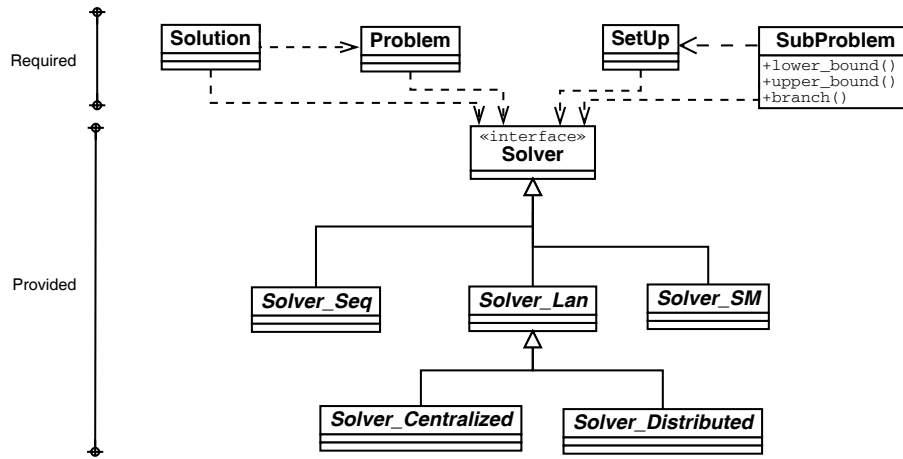 Required
Solution
Problem
SetUp
SubProblem
+lower_bound()
+upper_bound()
+branch()
«interface»
Solver
Provided
Solver_Seq
Solver_Lan
Solver_SM
Solver_Centralized
Solver_Distributed